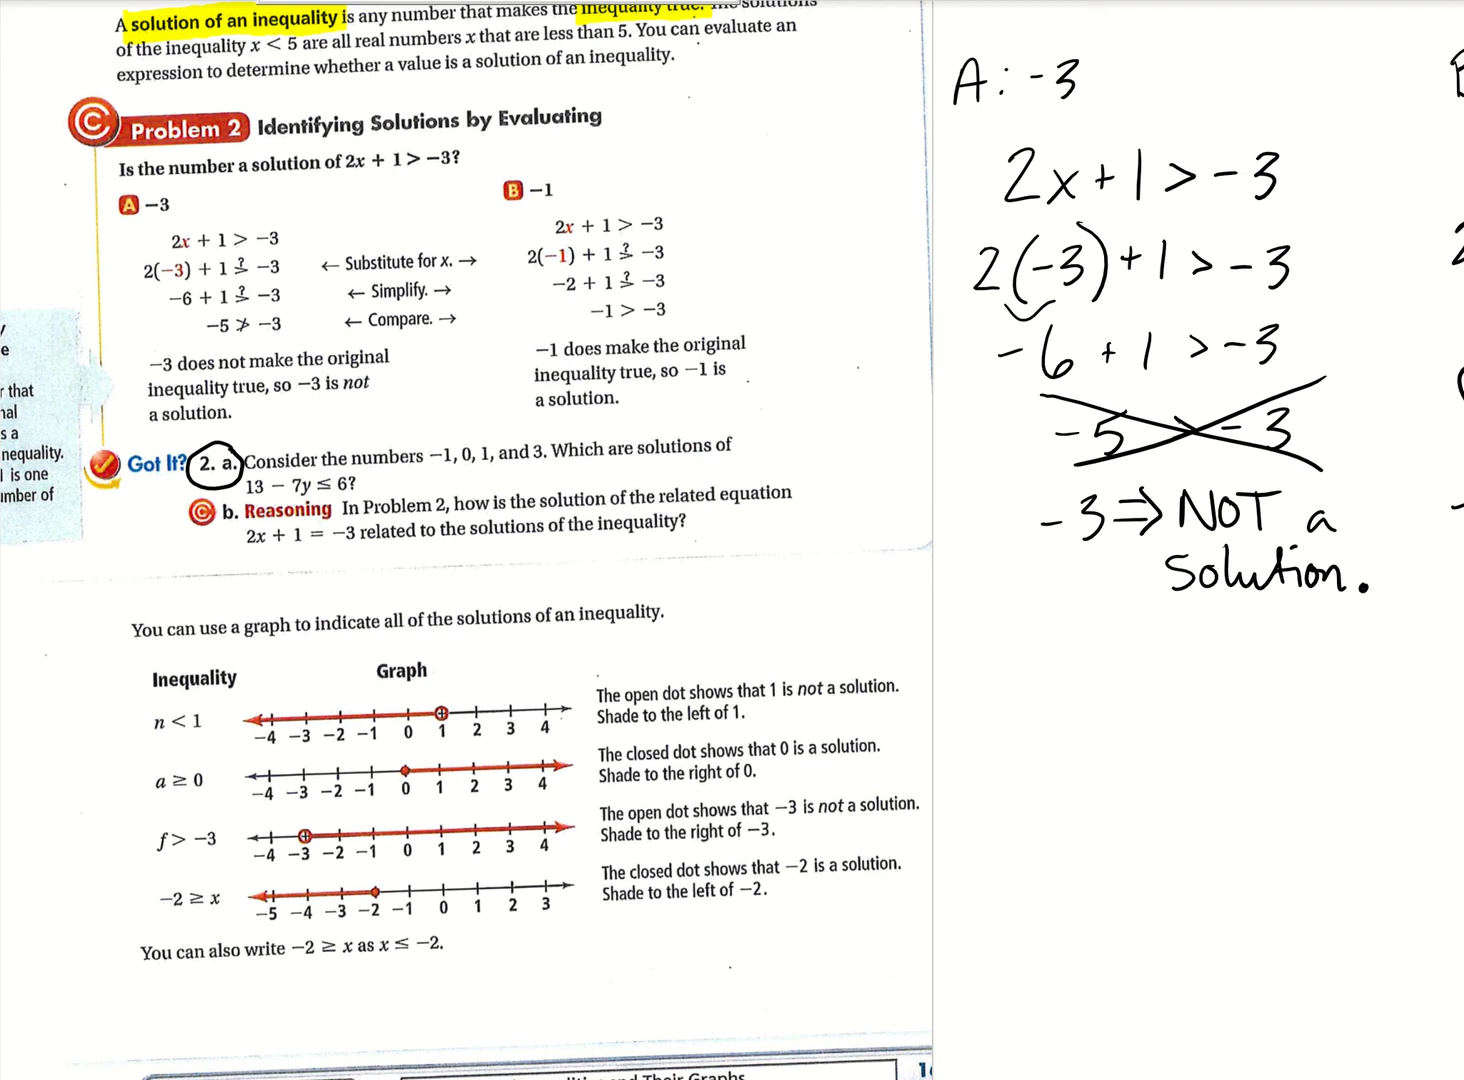 A solution of an inequality is any number that makes the inequality true. The solutions
of the inequality x < 5 are all real numbers x that are less than 5. You can evaluate an
expression to determine whether a value is a solution of an inequality.
C Problem 2 Identifying Solutions by Evaluating
Is the number a solution of 2x + 1 > −3?
A −3
2x + 1 > −3
2(−3) + 1 >? −3
−6 + 1 >? −3
−5 ≯ −3
← Substitute for x. →
← Simplify. →
← Compare. →
B −1
2x + 1 > −3
2(−1) + 1 >? −3
−2 + 1 >? −3
−1 > −3
−3 does not make the original
inequality true, so −3 is not
a solution.
−1 does make the original
inequality true, so −1 is
a solution.
e
r that
nal
s a
nequality.
l is one
umber of
Got It? 2. a. Consider the numbers −1, 0, 1, and 3. Which are solutions of
13 − 7y ≤ 6?
C b. Reasoning In Problem 2, how is the solution of the related equation
2x + 1 = −3 related to the solutions of the inequality?
You can use a graph to indicate all of the solutions of an inequality.
Inequality Graph
n < 1
−4 −3 −2 −1 0 1 2 3 4
The open dot shows that 1 is not a solution.
Shade to the left of 1.
a ≥ 0
−4 −3 −2 −1 0 1 2 3 4
The closed dot shows that 0 is a solution.
Shade to the right of 0.
f > −3
−4 −3 −2 −1 0 1 2 3 4
The open dot shows that −3 is not a solution.
Shade to the right of −3.
−2 ≥ x
−5 −4 −3 −2 −1 0 1 2 3
The closed dot shows that −2 is a solution.
Shade to the left of −2.
You can also write −2 ≥ x as x ≤ −2.
Their Graphs
A: -3
2x + 1 > -3
2(-3) + 1 > -3
-6 + 1 > -3
-5 > -3
-3 ⇒ NOT a
Solution.